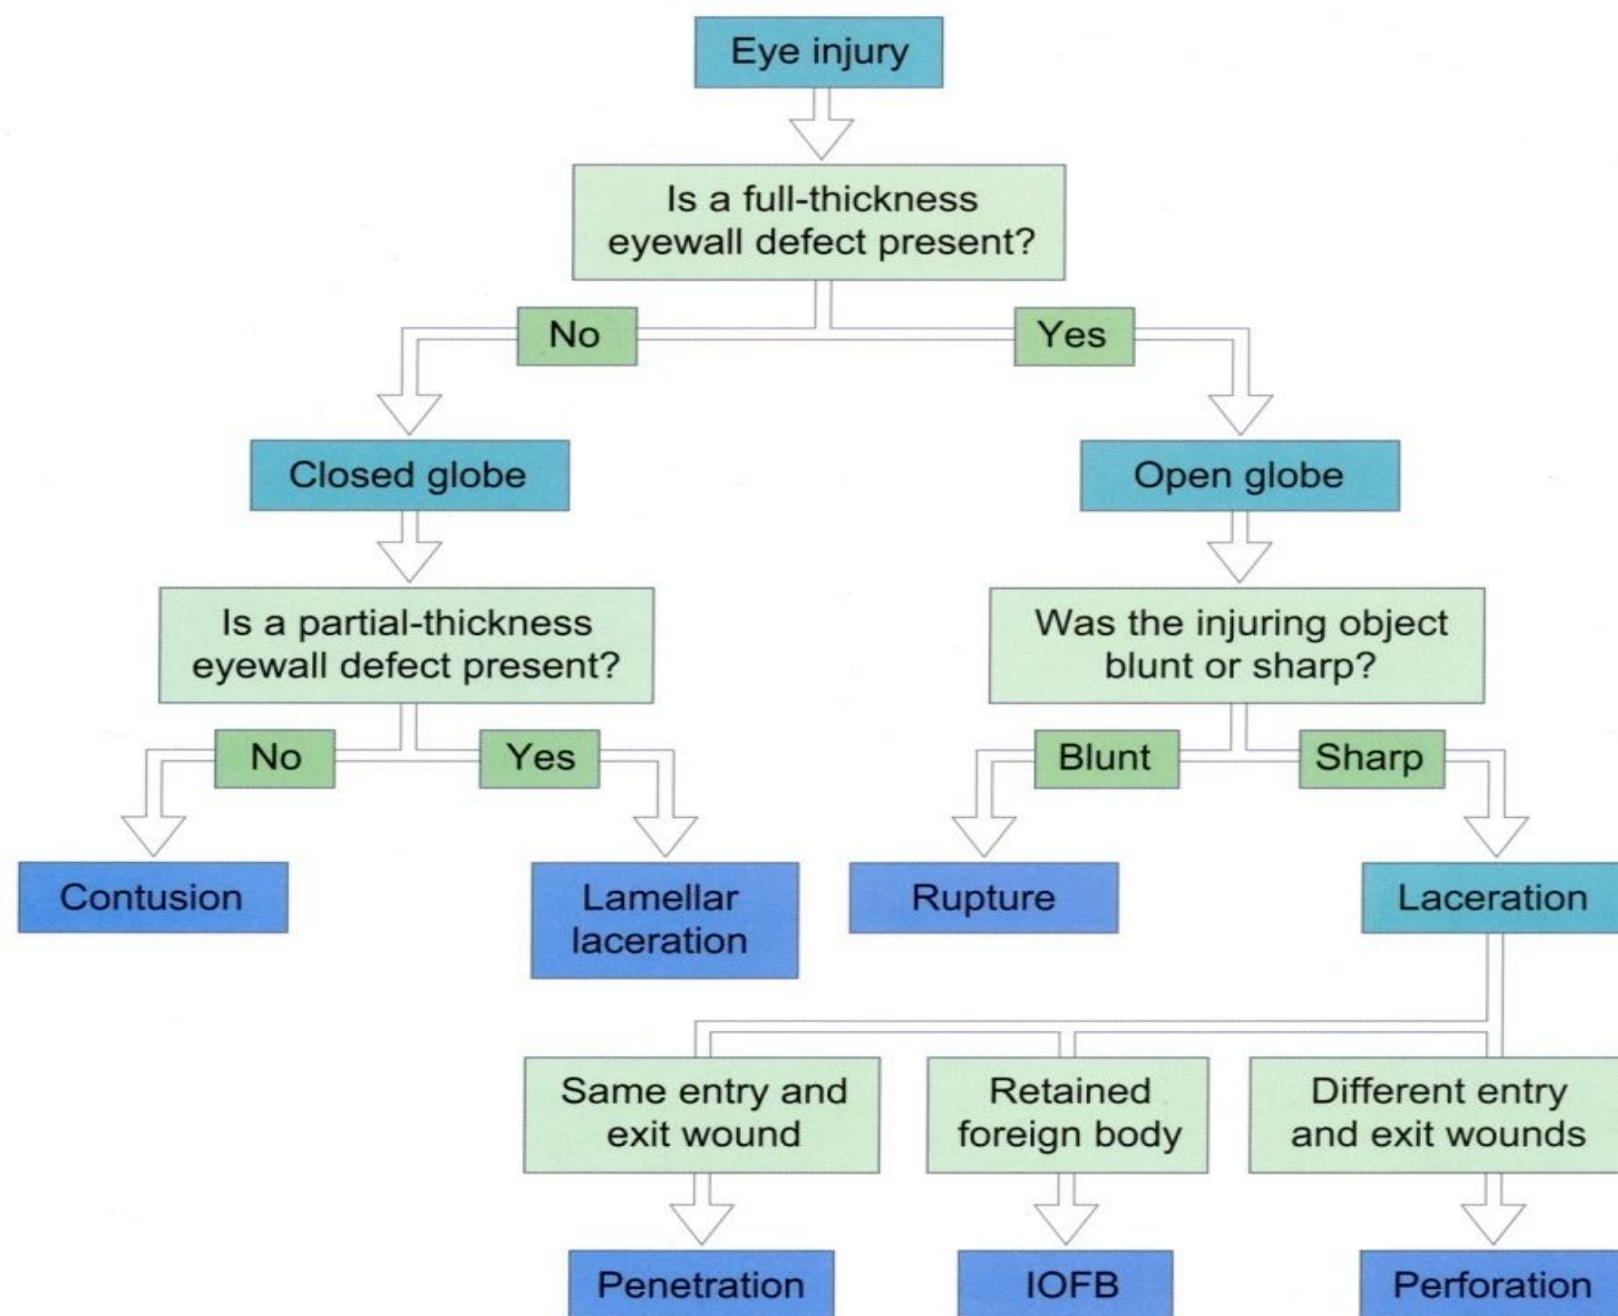 Eye injury
Is a full-thickness
eyewall defect present?
No
Yes
Closed globe
Open globe
Is a partial-thickness
eyewall defect present?
Was the injuring object
blunt or sharp?
No
Yes
Blunt
Sharp
Contusion
Lamellar
laceration
Rupture
Laceration
Same entry and
exit wound
Retained
foreign body
Different entry
and exit wounds
Penetration
IOFB
Perforation